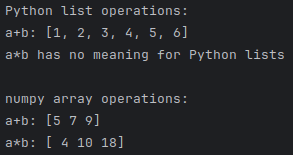 Python list operations:
a+b: [1, 2, 3, 4, 5, 6]
a*b has no meaning for Python lists

numpy array operations:
a+b: [5 7 9]
a*b: [ 4 10 18]